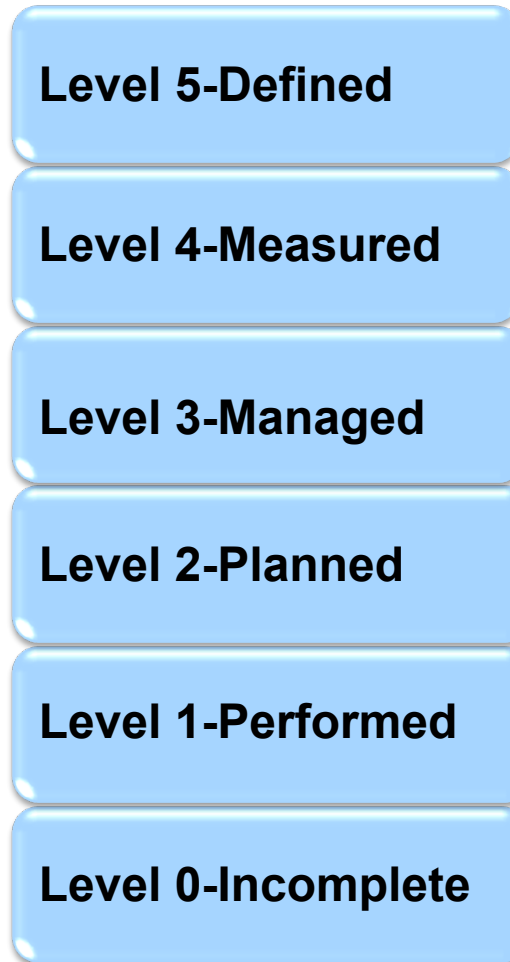 Level 5-Defined
Level 4-Measured
Level 3-Managed
Level 2-Planned
Level 1-Performed
Level 0-Incomplete